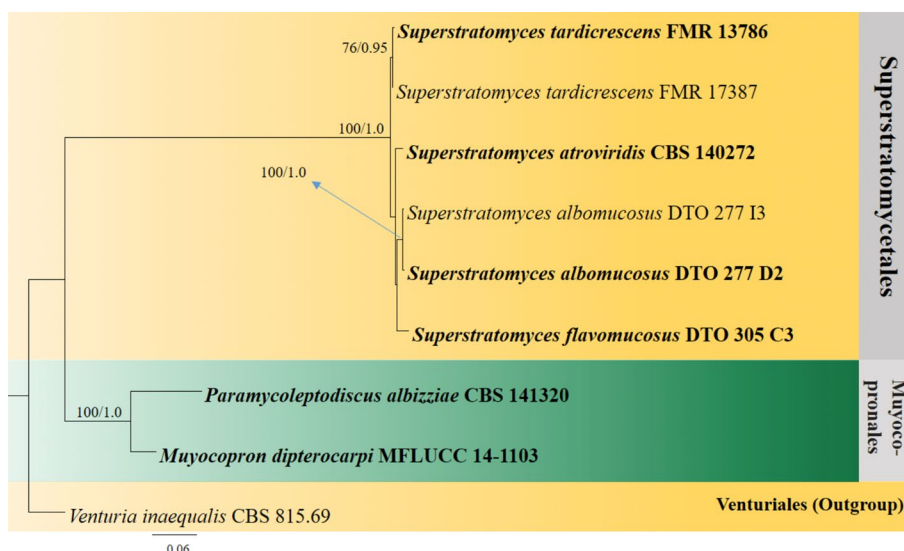 Superstratomyces tardicrescens FMR 13786
76/0.95
Superstratomyces tardicrescens FMR 17387
100/1.0
Superstratomyces atroviridis CBS 140272
100/1.0
Superstratomyces albomucosus DTO 277 I3
Superstratomyces albomucosus DTO 277 D2
Superstratomyces flavomucosus DTO 305 C3
Superstratomycetales
Paramycoleptodiscus albizziae CBS 141320
100/1.0
Muyocopron dipterocarpi MFLUCC 14-1103
Muyoco-
pronales
Venturiales (Outgroup)
Venturia inaequalis CBS 815.69
0.06